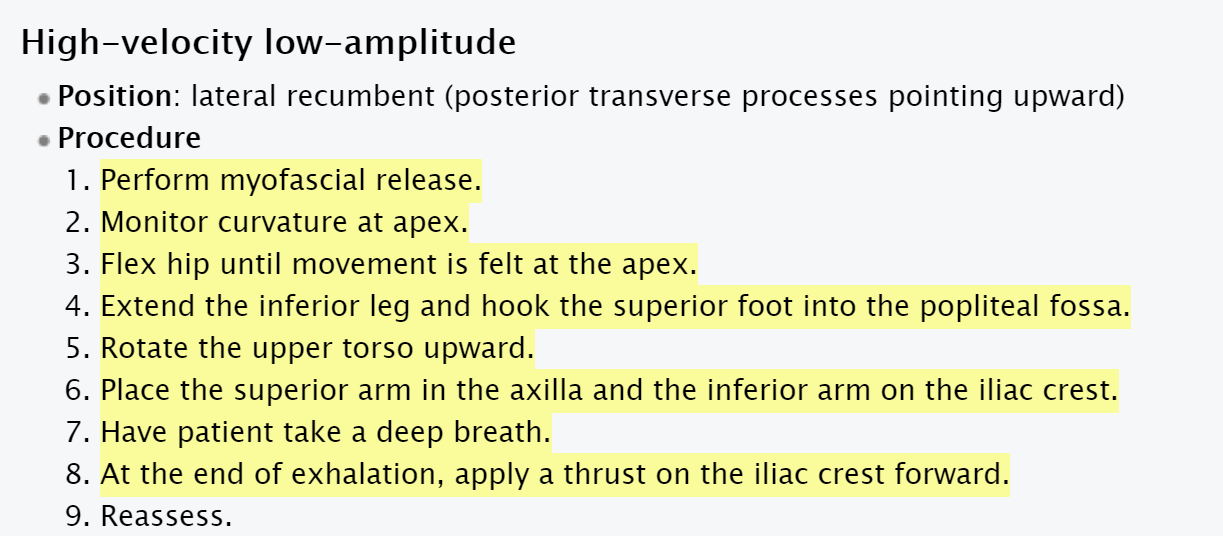 High-velocity low-amplitude
Position: lateral recumbent (posterior transverse processes pointing upward)
Procedure
1. Perform myofascial release.
2. Monitor curvature at apex.
3. Flex hip until movement is felt at the apex.
4. Extend the inferior leg and hook the superior foot into the popliteal fossa.
5. Rotate the upper torso upward.
6. Place the superior arm in the axilla and the inferior arm on the iliac crest.
7. Have patient take a deep breath.
8. At the end of exhalation, apply a thrust on the iliac crest forward.
9. Reassess.